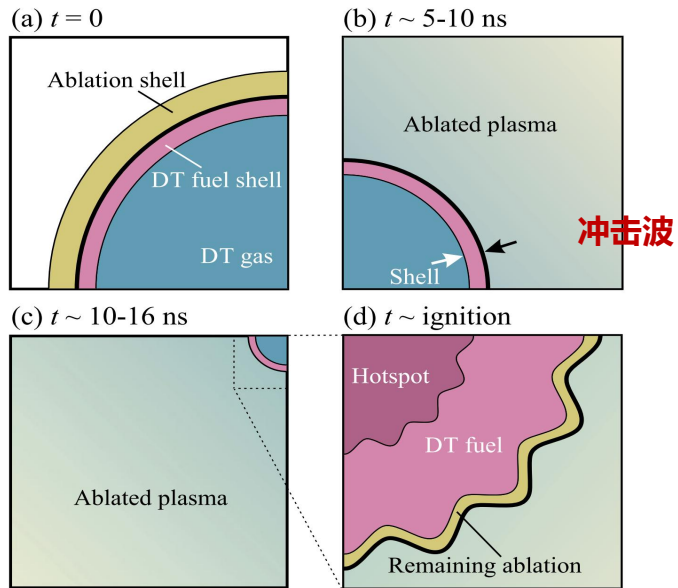 (a) t = 0
Ablation shell
DT fuel shell
DT gas
(b) t ~ 5-10 ns
Ablated plasma
冲击波
Shell
(c) t ~ 10-16 ns
Ablated plasma
(d) t ~ ignition
Hotspot
DT fuel
Remaining ablation